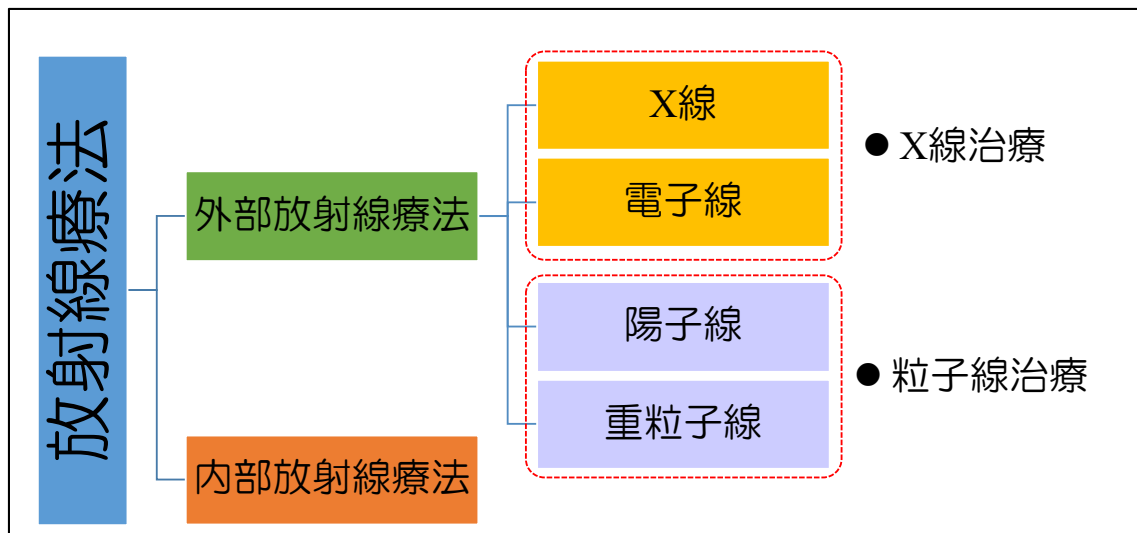 放射線療法
外部放射線療法
X線
電子線
● X線治療
陽子線
重粒子線
● 粒子線治療
内部放射線療法